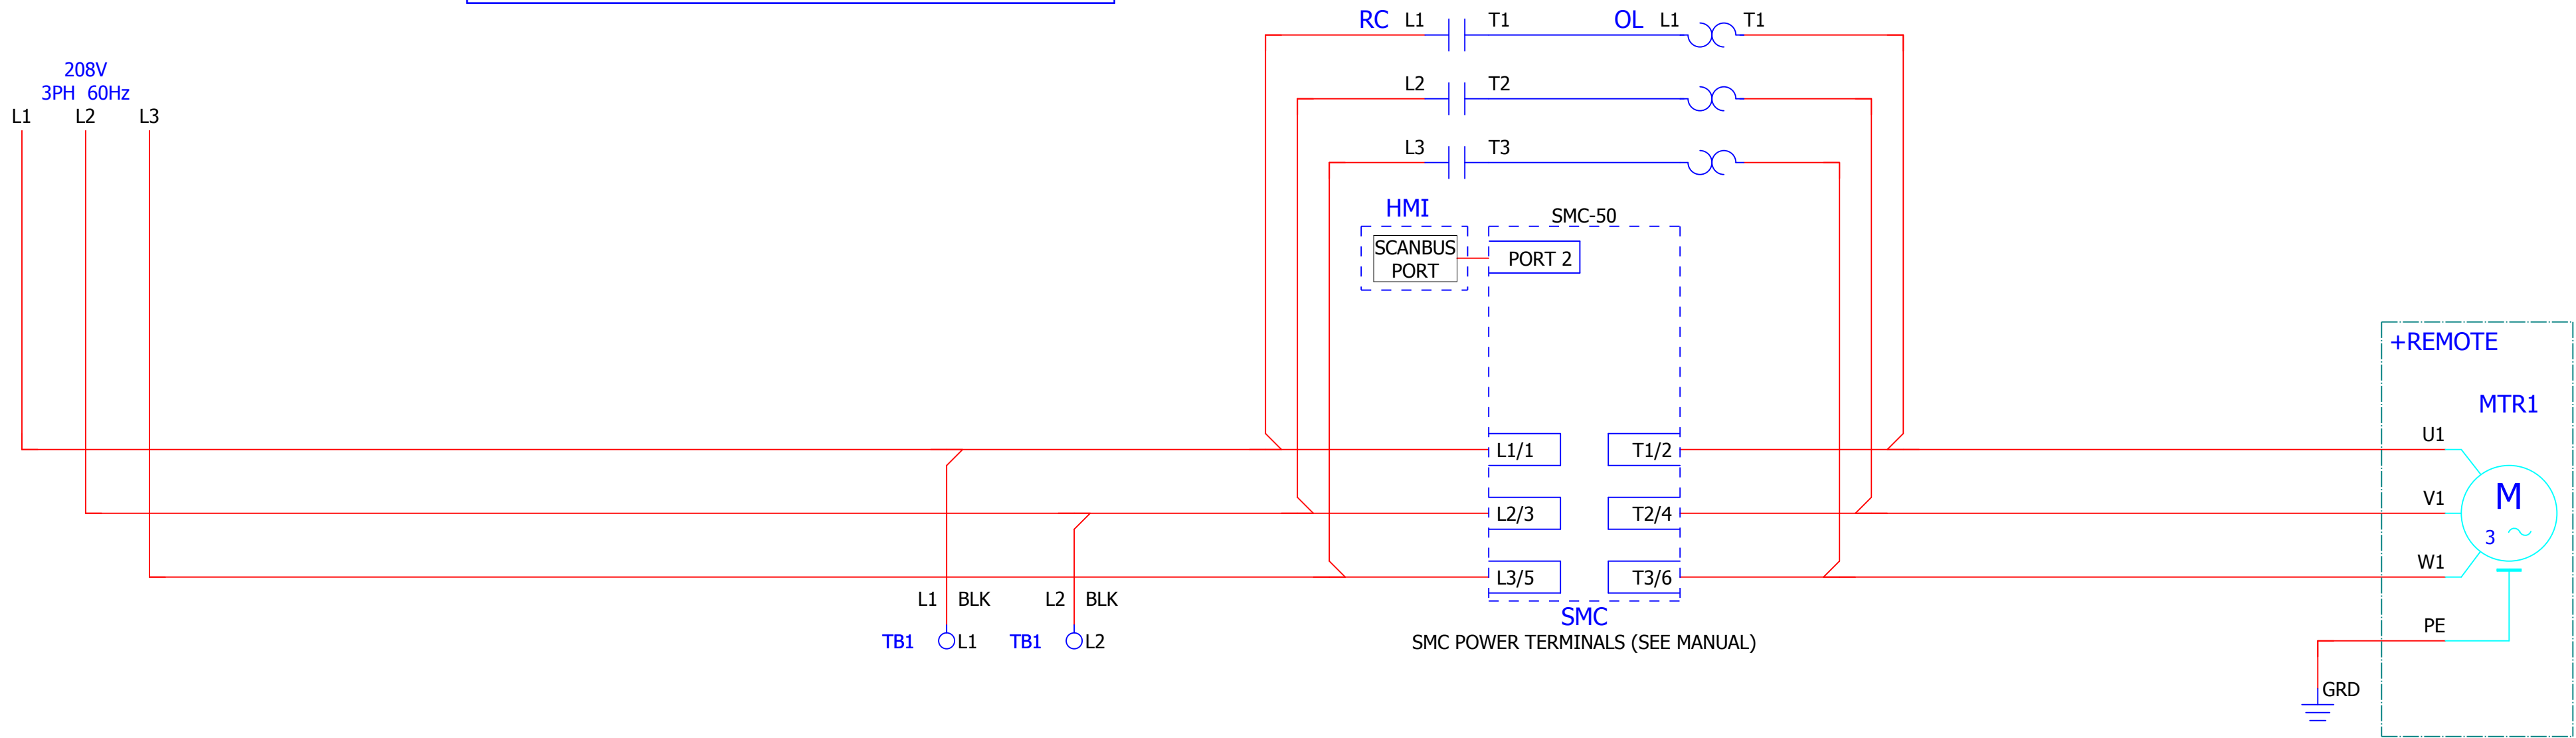 RC L1 T1 OL L1 T1
208V
3PH 60Hz
L1 L2 L3
L2 T2
L3 T3
HMI
SMC-50
SCANBUS
PORT
PORT 2
+REMOTE
MTR1
U1
L1/1 T1/2
V1
M
3
L2/3 T2/4
W1
L3/5 T3/6
L1 BLK L2 BLK
SMC
TB1 L1 TB1 L2
SMC POWER TERMINALS (SEE MANUAL)
PE
GRD